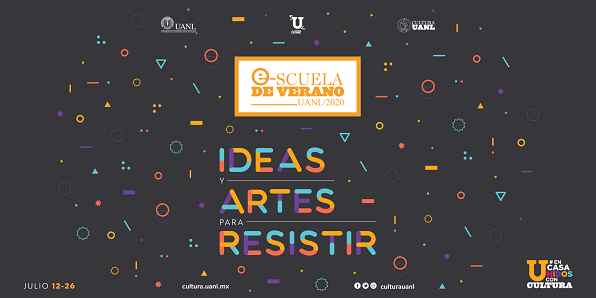 UANL
U
CULTURA
UANL
e-SCUELA
DE VERANO
UANL/2020
IDEAS
Y
ARTES
PARA
RESISTIR
JULIO 12-26
cultura.uanl.mx
culturauanl
U #EN
CASA
UNIDOS
CON
CULTURA